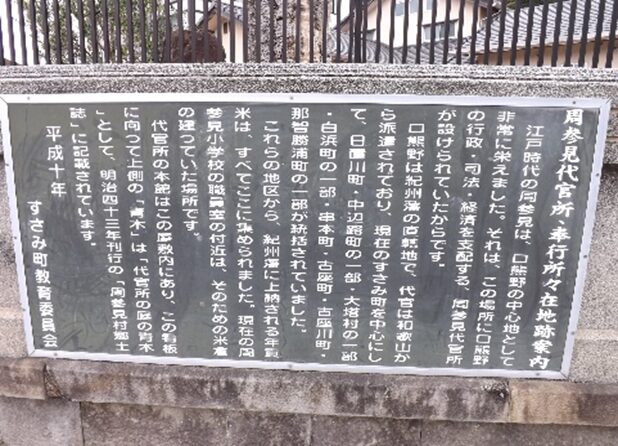 周参見代官所(奉行所)所在地跡案内
江戸時代の周参見は、口熊野の中心地として
非常に栄えました。それは、この場所に口熊野
の行政・司法・経済を支配する、周参見代官所
が設けられていたからです。
口熊野は紀州藩の直轄地で、代官は和歌山か
ら派遣されており、現在のすさみ町を中心にし
て、日置川町・中辺路町の一部・大塔村の一部
・白浜町の一部・串本町・古座町・古座川町・
那智勝浦町の一部が統括されていました。
これらの地区から、紀州藩に上納される年貢
米は、すべてここに集められました。現在の周
参見小学校の職員室の付近は、そのための米蔵
の建っていた場所です。
代官所の本館はこの屋敷内にあり、この看板
に向って上側の「青木」は「代官所の庭の青木
」として、明治四十三年刊行の、「周参見村郷土
誌」に記載されています。
平成十年 すさみ町教育委員会